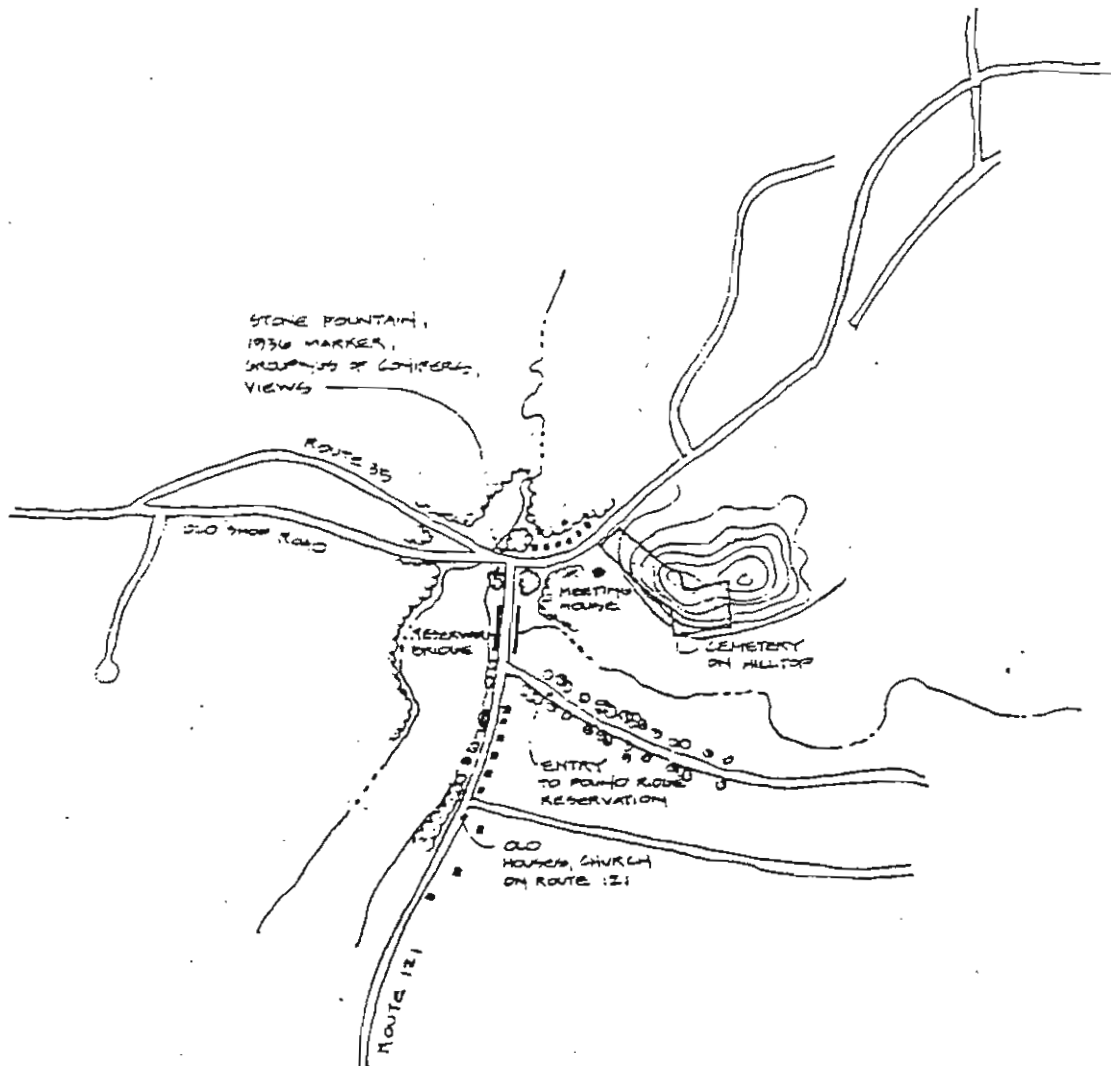 STONE FOUNTAIN,
1936 MARKER,
GROUPINGS OF CONIFERS,
VIEWS
ROUTE 35
OLD SHOP ROAD
MEETING
HOUSE
RESERVOIR
BRIDGE
CEMETERY
ON HILLTOP
ENTRY
TO POUND RIDGE
RESERVATION
OLD
HOUSES, CHURCH
ON ROUTE 121
ROUTE 121